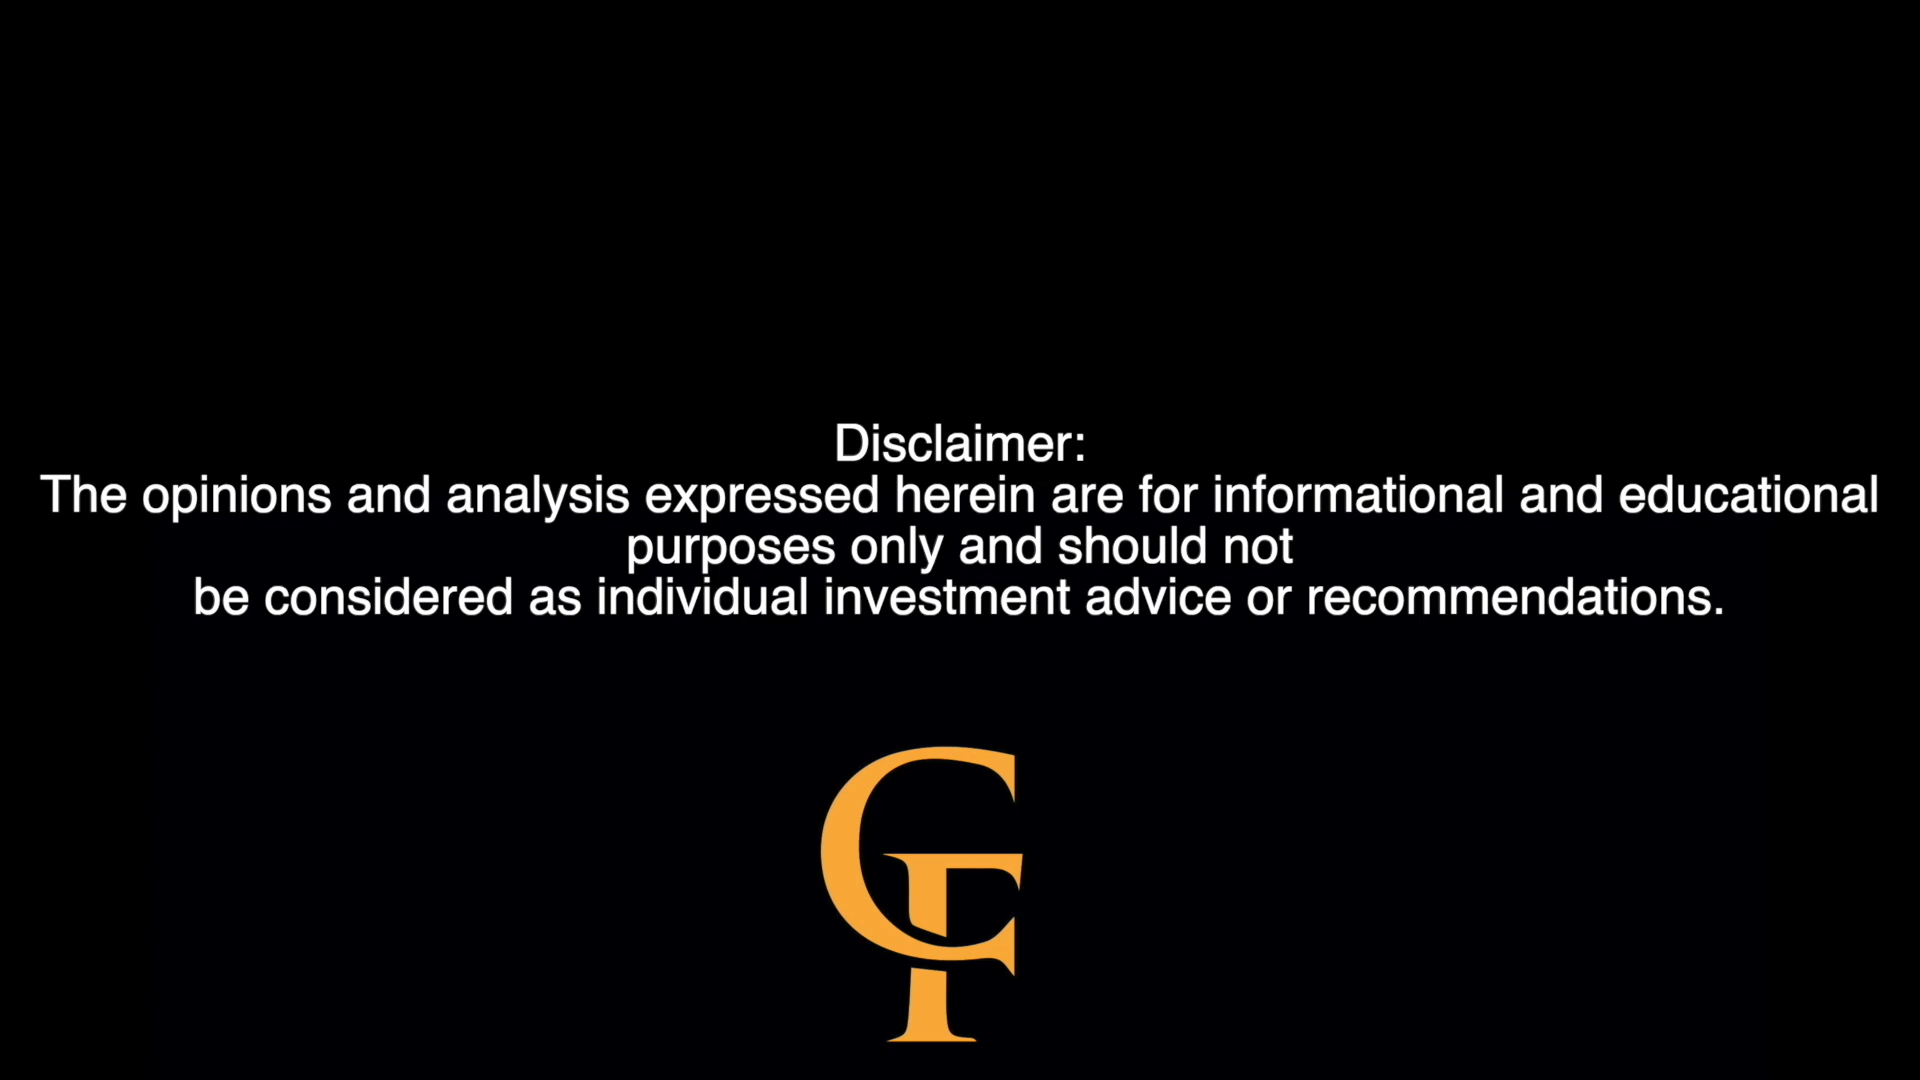 Disclaimer:
The opinions and analysis expressed herein are for informational and educational
purposes only and should not
be considered as individual investment advice or recommendations.
CF